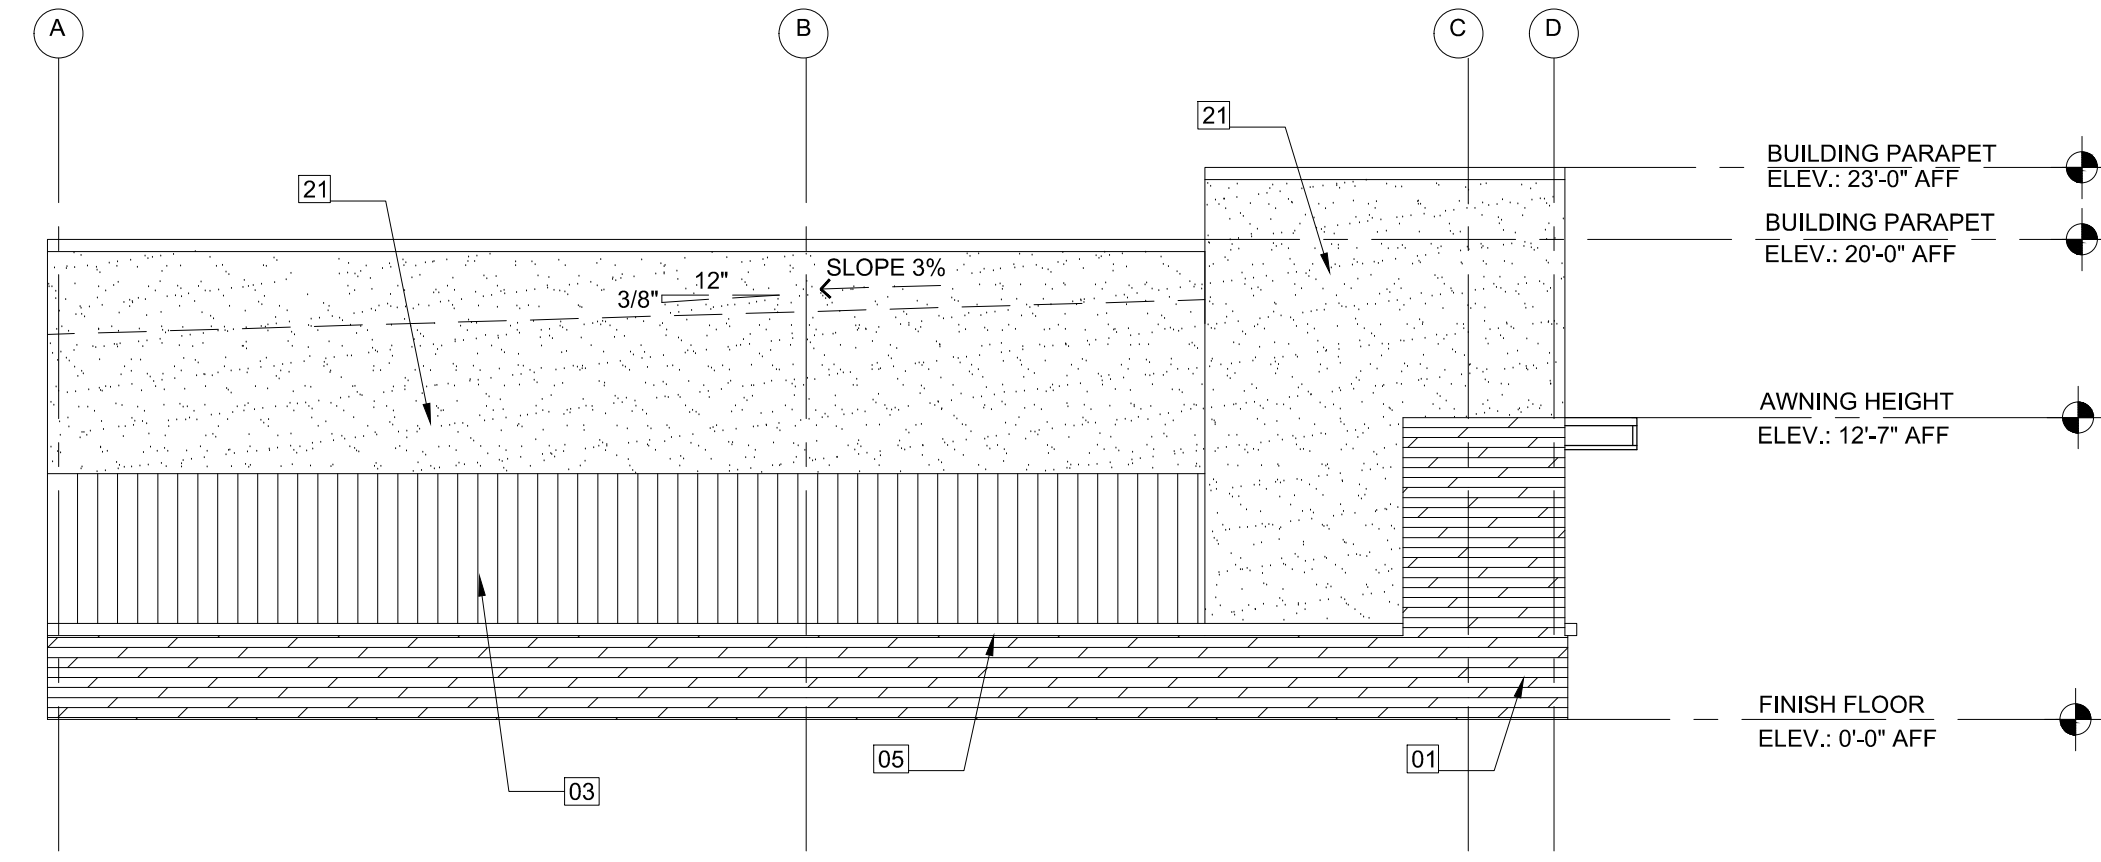 A
B
C
D
21
BUILDING PARAPET
ELEV.: 23'-0" AFF
21
BUILDING PARAPET
ELEV.: 20'-0" AFF
SLOPE 3%
12"
3/8"
AWNING HEIGHT
ELEV.: 12'-7" AFF
FINISH FLOOR
ELEV.: 0'-0" AFF
05
01
03